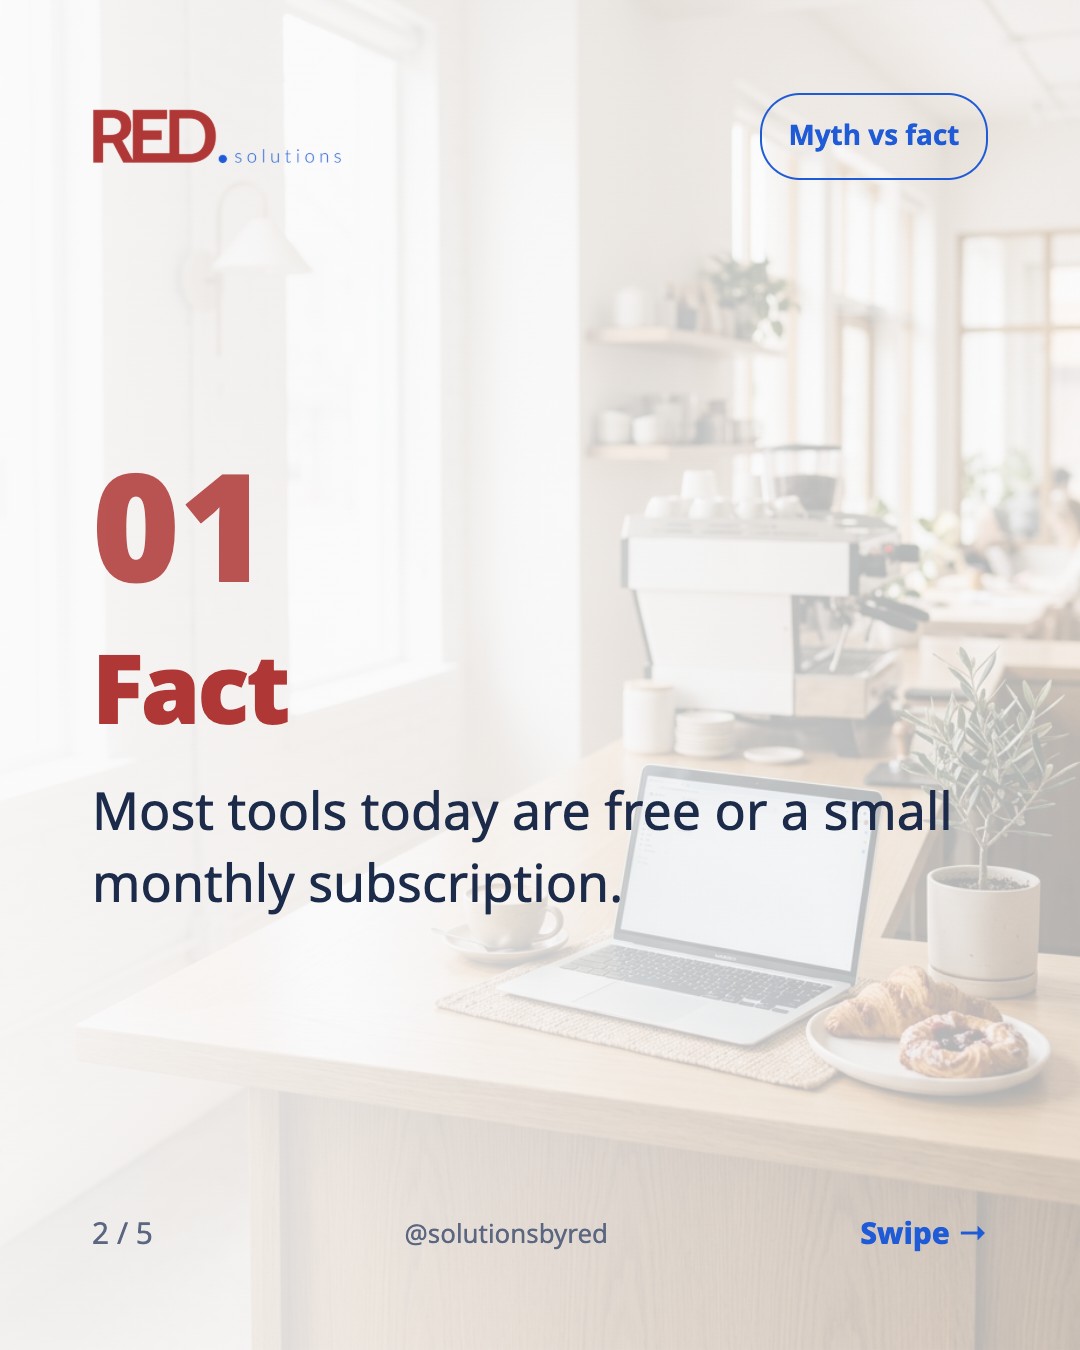 RED.solutions
Myth vs fact
01
Fact
Most tools today are free or a small
monthly subscription.
2 / 5
@solutionsbyred
Swipe →